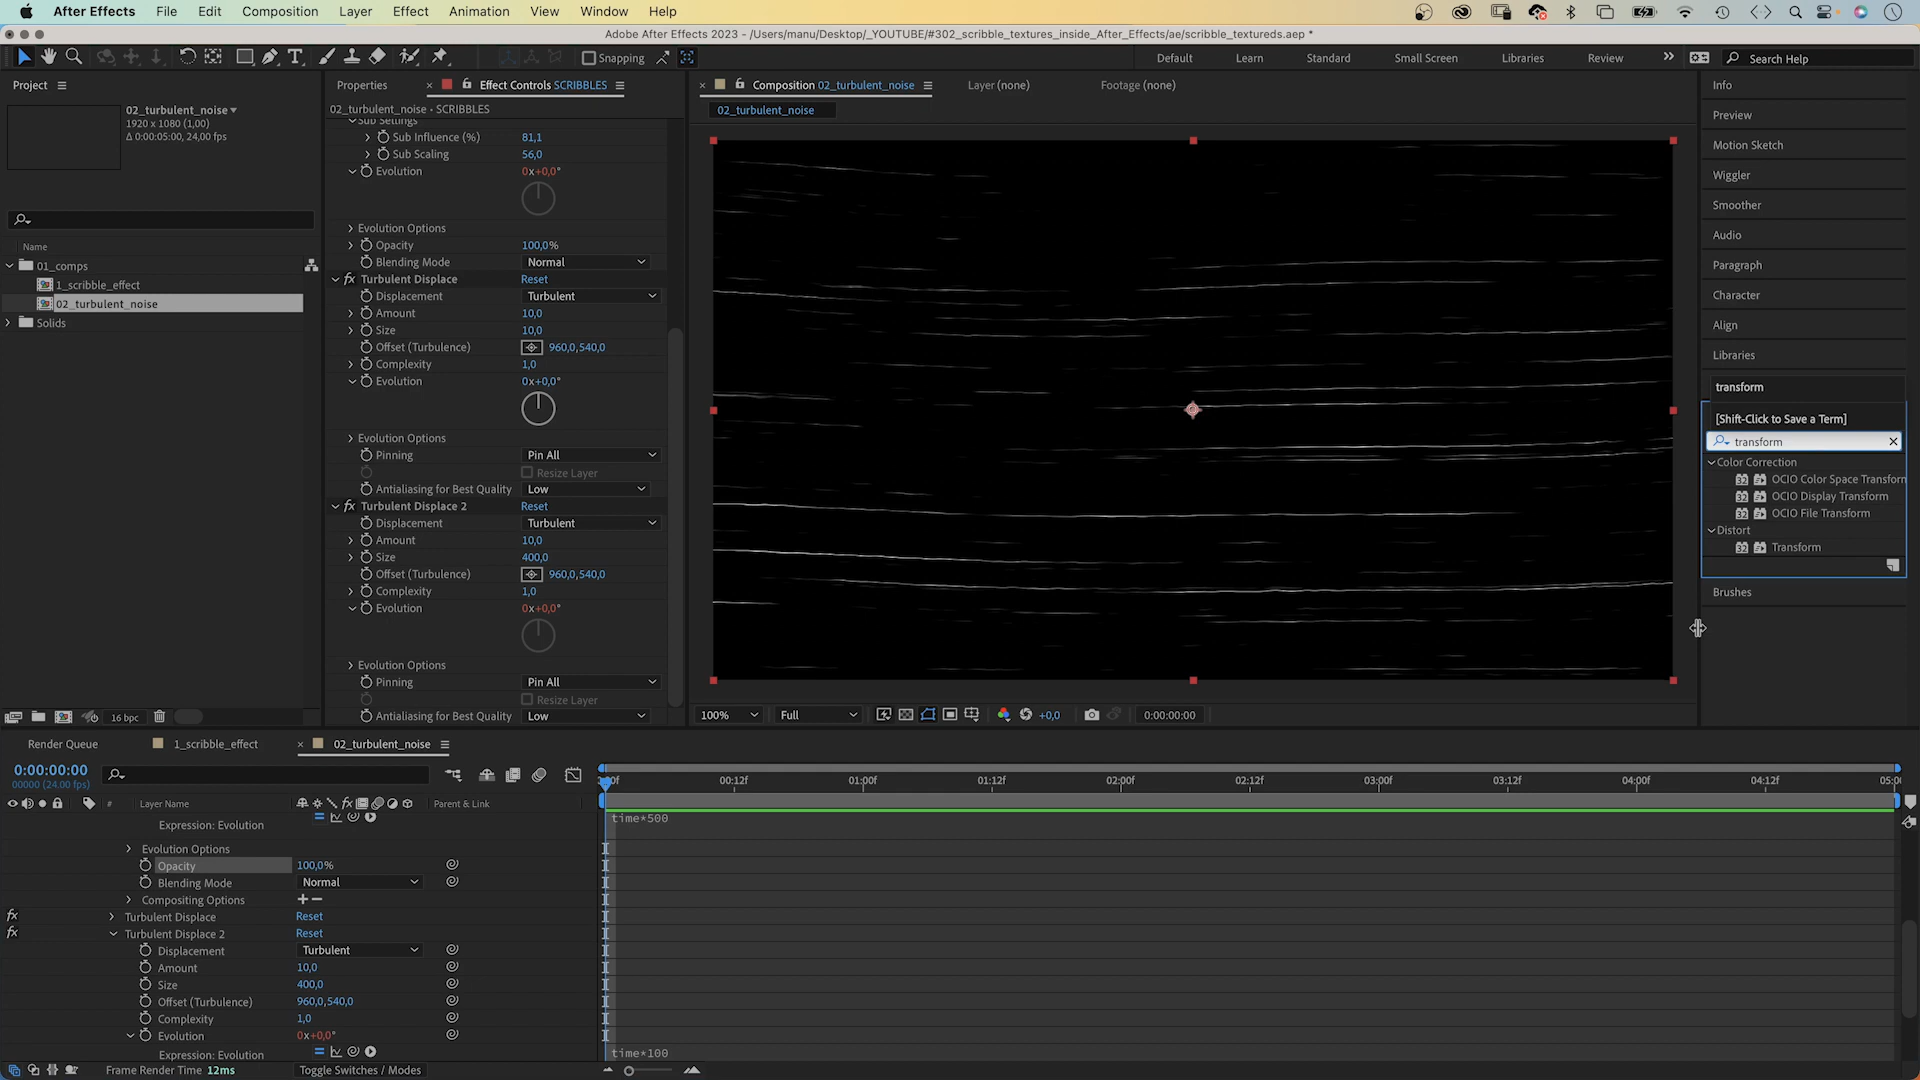 After Effects File Edit Composition Layer Effect Animation View Window Help
Adobe After Effects 2023 - /Users/manu/Desktop/_YOUTUBE/#302_scribble_textures_inside_After_Effects/ae/scribble_textureds.aep *
Snapping Default Learn Standard Small Screen Libraries Review Search Help
Project
02_turbulent_noise
1920 x 1080 (1,00)
Δ 0:00:05:00, 24,00 fps
Name
01_comps
1_scribble_effect
02_turbulent_noise
Solids
16 bpc
Properties Effect Controls SCRIBBLES
02_turbulent_noise • SCRIBBLES
Sub Settings
Sub Influence (%) 81,1
Sub Scaling 56,0
Evolution 0x+0,0°
Evolution Options
Opacity 100,0%
Blending Mode Normal
fx Turbulent Displace Reset
Displacement Turbulent
Amount 10,0
Size 10,0
Offset (Turbulence) 960,0,540,0
Complexity 1,0
Evolution 0x+0,0°
Evolution Options
Pinning Pin All
Resize Layer
Antialiasing for Best Quality Low
fx Turbulent Displace 2 Reset
Displacement Turbulent
Amount 10,0
Size 400,0
Offset (Turbulence) 960,0,540,0
Complexity 1,0
Evolution 0x+0,0°
Evolution Options
Pinning Pin All
Resize Layer
Antialiasing for Best Quality Low
Composition 02_turbulent_noise Layer (none) Footage (none)
02_turbulent_noise
100% Full +0,0 0:00:00:00
Info
Preview
Motion Sketch
Wiggler
Smoother
Audio
Paragraph
Character
Align
Libraries
transform
[Shift-Click to Save a Term]
transform
Color Correction
32 OCIO Color Space Transform
32 OCIO Display Transform
32 OCIO File Transform
Distort
32 Transform
Brushes
Render Queue 1_scribble_effect 02_turbulent_noise
0:00:00:00
00000 (24.00 fps)
00f 00:12f 01:00f 01:12f 02:00f 02:12f 03:00f 03:12f 04:00f 04:12f 05:00
# Layer Name fx Parent & Link
Expression: Evolution time*500
Evolution Options
Opacity 100,0%
Blending Mode Normal
Compositing Options +–
fx Turbulent Displace Reset
fx Turbulent Displace 2 Reset
Displacement Turbulent
Amount 10,0
Size 400,0
Offset (Turbulence) 960,0,540,0
Complexity 1,0
Evolution 0x+0,0°
Expression: Evolution time*100
Frame Render Time 12ms Toggle Switches / Modes